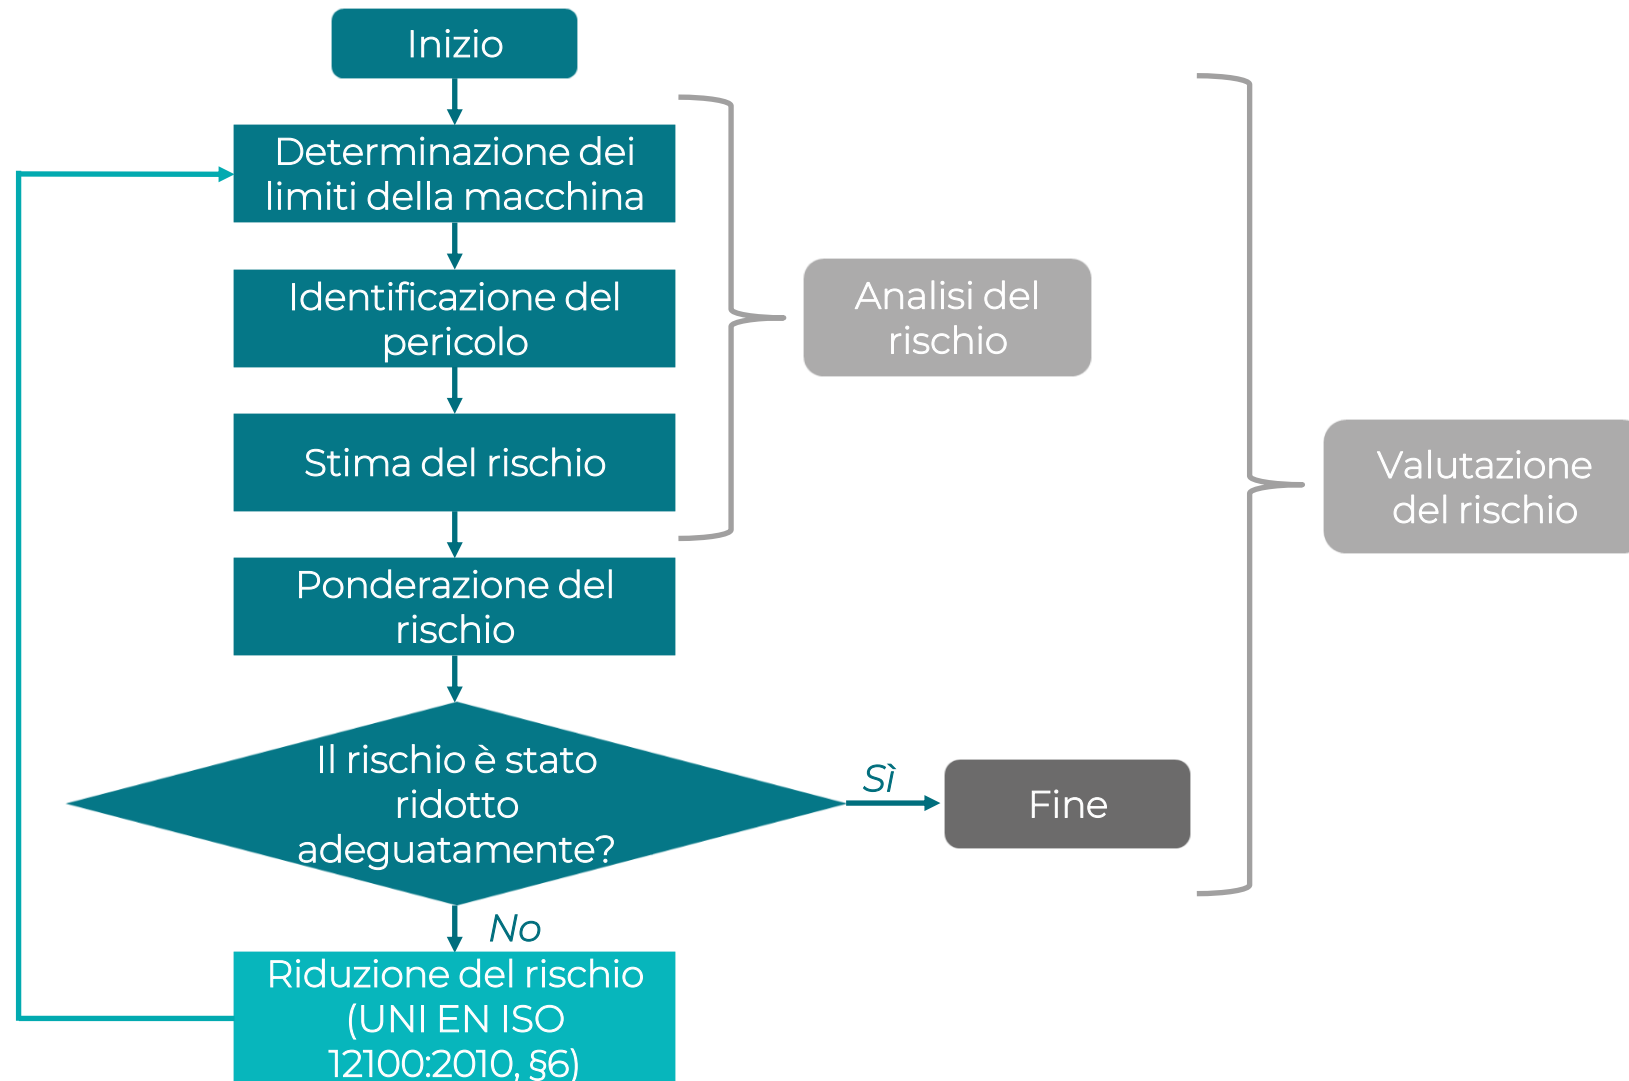 Inizio
Determinazione dei
limiti della macchina
Identificazione del
pericolo
Analisi del
rischio
Stima del rischio
Valutazione
del rischio
Ponderazione del
rischio
Il rischio è stato
ridotto
adeguatamente?
Sì
Fine
No
Riduzione del rischio
(UNI EN ISO
12100:2010, §6)